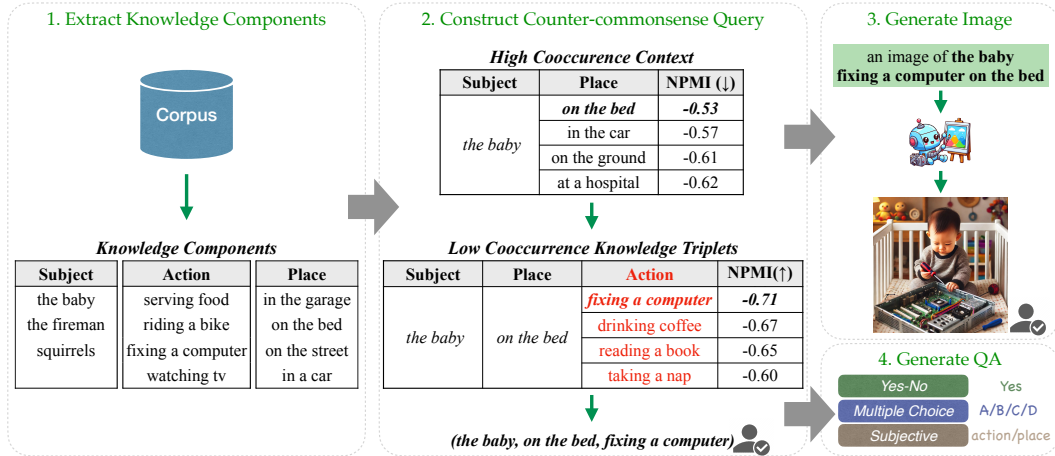 1. Extract Knowledge Components
Corpus
Knowledge Components
Subject Action Place
the baby serving food in the garage
the fireman riding a bike on the bed
squirrels fixing a computer on the street
watching tv in a car
2. Construct Counter-commonsense Query
High Cooccurence Context
Subject Place NPMI (↓)
on the bed -0.53
in the car -0.57
the baby
on the ground -0.61
at a hospital -0.62
Low Cooccurrence Knowledge Triplets
Subject Place Action NPMI(↑)
fixing a computer -0.71
drinking coffee -0.67
the baby on the bed
reading a book -0.65
taking a nap -0.60
(the baby, on the bed, fixing a computer)
3. Generate Image
an image of the baby
fixing a computer on the bed
4. Generate QA
Yes-No Yes
Multiple Choice A/B/C/D
Subjective action/place